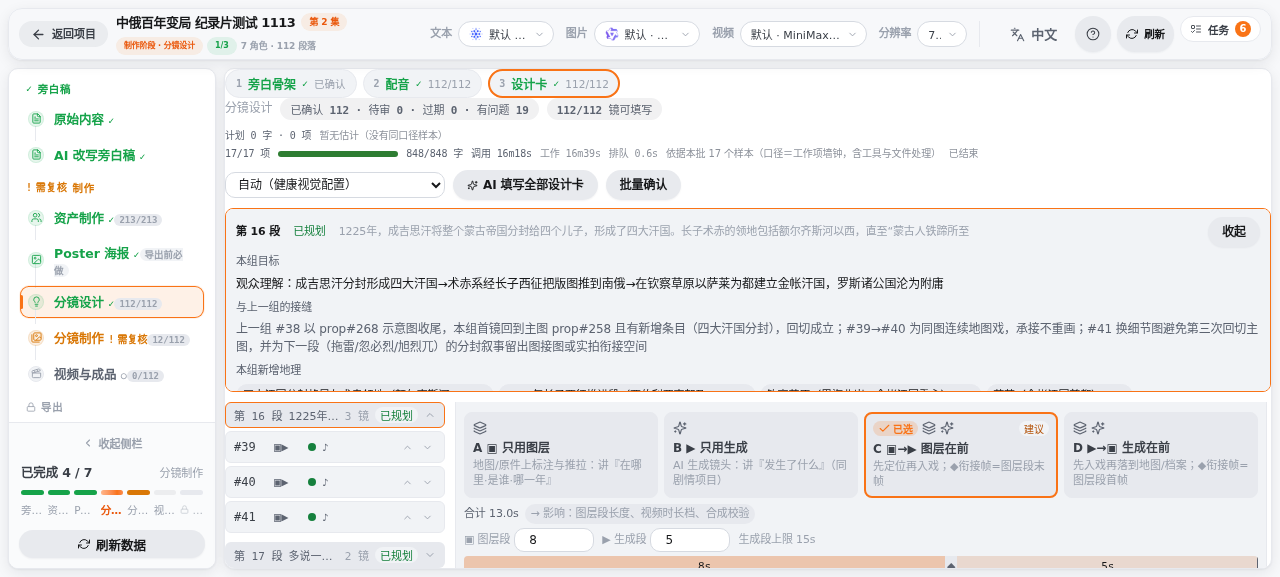 返回项目
中俄百年变局 纪录片测试 1113 第 2 集
制作阶段 · 分镜设计 1/3 7 角色 · 112 段落
文本 默认 ...
图片 默认 · ...
视频 默认 · MiniMax...
分辨率 7..
中文
刷新
任务 6
✓ 旁白稿
原始内容 ✓
AI 改写旁白稿 ✓
! 需复核 制作
资产制作 ✓ 213/213
Poster 海报 ✓ 导出前必做
分镜设计 ✓ 112/112
分镜制作 ! 需复核 12/112
视频与成品 ○ 0/112
导出
收起侧栏
已完成 4 / 7 分镜制作
旁… 资… P… 分… 分… 视… …
刷新数据
1 旁白骨架 ✓ 已确认
2 配音 ✓ 112/112
3 设计卡 ✓ 112/112
分镜设计 已确认 112 · 待审 0 · 过期 0 · 有问题 19 112/112 镜可填写
计划 0 字 · 0 项 暂无估计（没有同口径样本）
17/17 项 848/848 字 调用 16m18s 工作 16m39s 排队 0.6s 依据本批 17 个样本（口径＝工作项墙钟，含工具与文件处理） 已结束
自动（健康视觉配置）
AI 填写全部设计卡
批量确认
第 16 段 已规划 1225年，成吉思汗将整个蒙古帝国分封给四个儿子，形成了四大汗国。长子术赤的领地包括额尔齐斯河以西，直至“蒙古人铁蹄所至
收起
本组目标
观众理解：成吉思汗分封形成四大汗国→术赤系经长子西征把版图推到南俄→在钦察草原以萨莱为都建立金帐汗国，罗斯诸公国沦为附庸
与上一组的接缝
上一组 #38 以 prop#268 示意图收尾，本组首镜回到主图 prop#258 且有新增条目（四大汗国分封），回切成立；#39→#40 为同图连续地图戏，承接不重画；#41 换细节图避免第三次回切主
图，并为下一段（拖雷/忽必烈/旭烈兀）的分封叙事留出图接图或实拍衔接空间
本组新增地理
第 16 段 1225年… 3 镜 已规划
#39
#40
#41
第 17 段 多说一… 2 镜 已规划
A ▣ 只用图层
地图/原件上标注与推拉：讲『在哪里·是谁·哪一年』
B ▶ 只用生成
AI 生成镜头：讲『发生了什么』（同剧情项目）
已选 建议
C ▣→▶ 图层在前
先定位再入戏；◆衔接帧=图层段末帧
D ▶→▣ 生成在前
先入戏再落到地图/档案；◆衔接帧=图层段首帧
合计 13.0s → 影响：图层段长度、视频时长档、合成校验
▣ 图层段 8 ▶ 生成段 5 生成段上限 15s
8s 5s